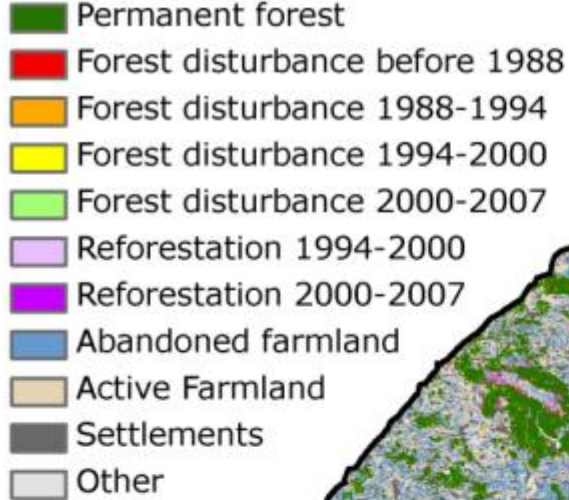 Permanent forest
Forest disturbance before 1988
Forest disturbance 1988-1994
Forest disturbance 1994-2000
Forest disturbance 2000-2007
Reforestation 1994-2000
Reforestation 2000-2007
Abandoned farmland
Active Farmland
Settlements
Other